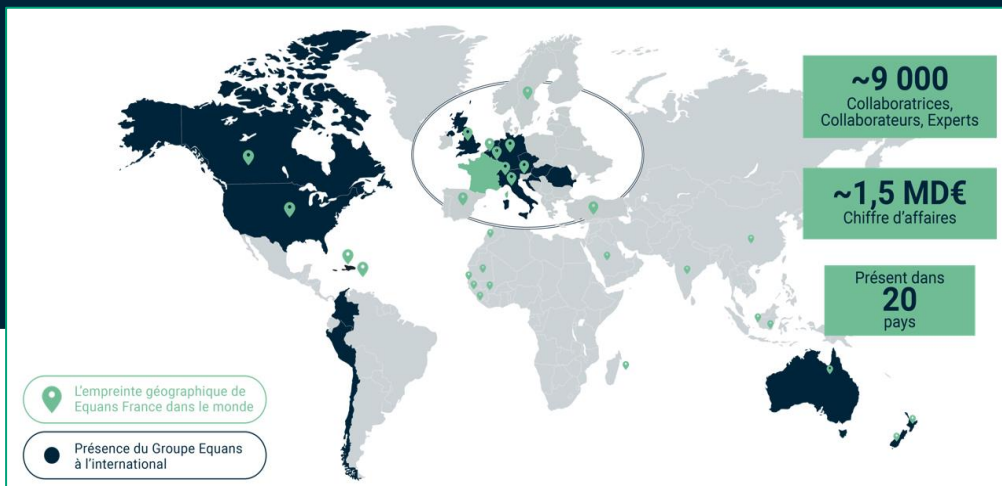 ~9 000
Collaboratrices,
Collaborateurs, Experts
~1,5 MD€
Chiffre d'affaires
Présent dans
20
pays
L'empreinte géographique de
Equans France dans le monde
Présence du Groupe Equans
à l'international